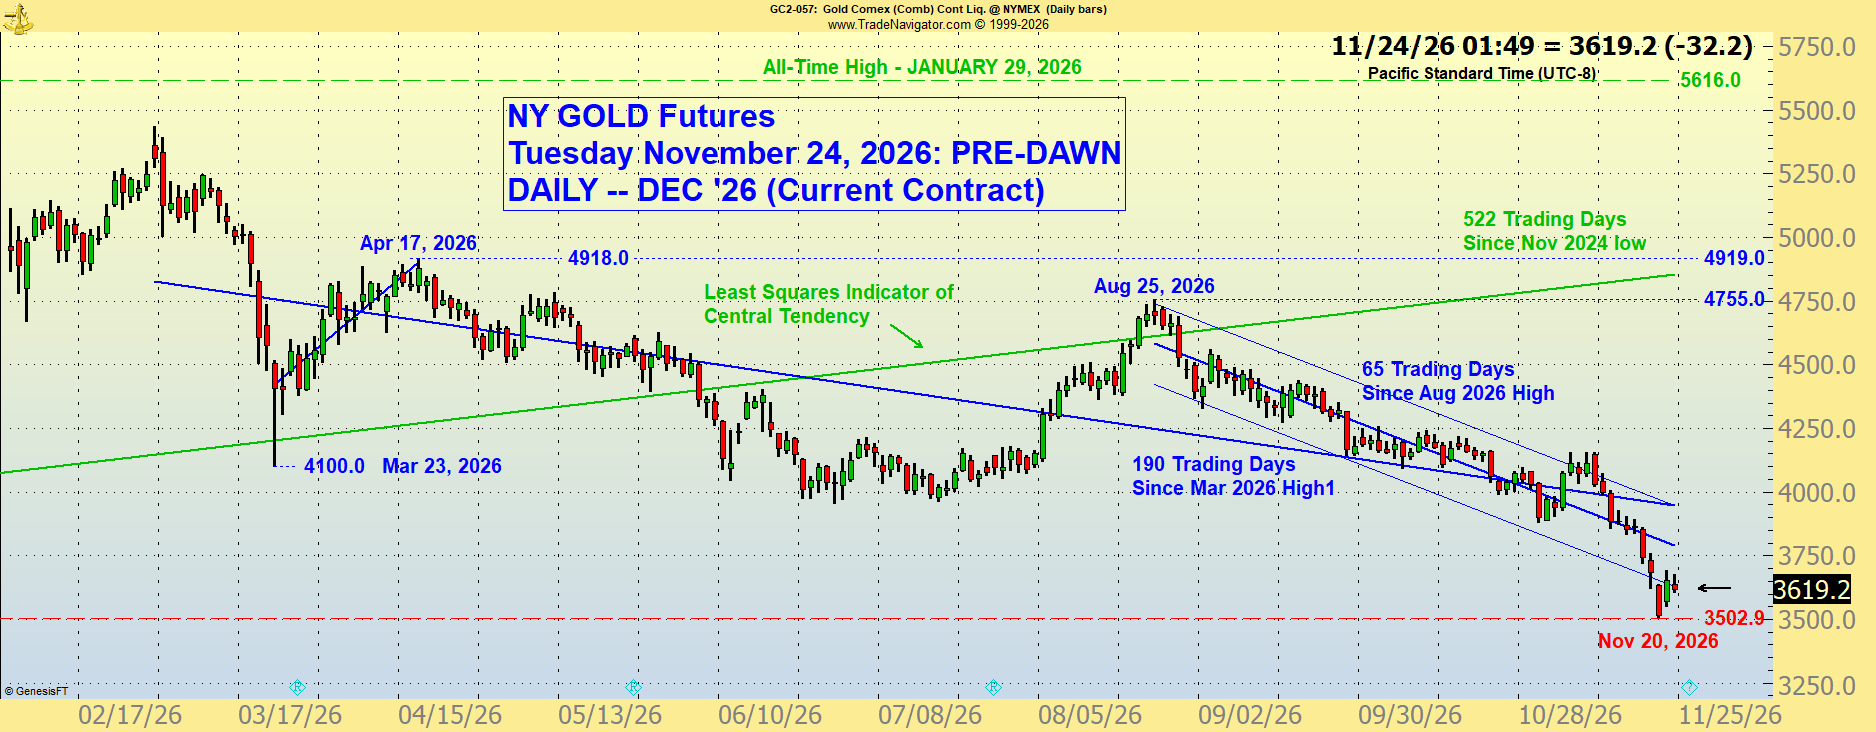 GC2-057: Gold Comex (Comb) Cont Liq. @ NYMEX (Daily bars)
www.TradeNavigator.com © 1999-2026
11/24/26 01:49 = 3619.2 (-32.2)
Pacific Standard Time (UTC-8)
All-Time High - JANUARY 29, 2026
5616.0
NY GOLD Futures
Tuesday November 24, 2026: PRE-DAWN
DAILY -- DEC '26 (Current Contract)
522 Trading Days
Since Nov 2024 low
Apr 17, 2026
4918.0
4919.0
Aug 25, 2026
4755.0
Least Squares Indicator of
Central Tendency
65 Trading Days
Since Aug 2026 High
4100.0 Mar 23, 2026
190 Trading Days
Since Mar 2026 High1
3502.9
Nov 20, 2026
5750.0
5500.0
5250.0
5000.0
4750.0
4500.0
4250.0
4000.0
3750.0
3619.2
3500.0
3250.0
© GenesisFT
R
R
R
?
02/17/26
03/17/26
04/15/26
05/13/26
06/10/26
07/08/26
08/05/26
09/02/26
09/30/26
10/28/26
11/25/26